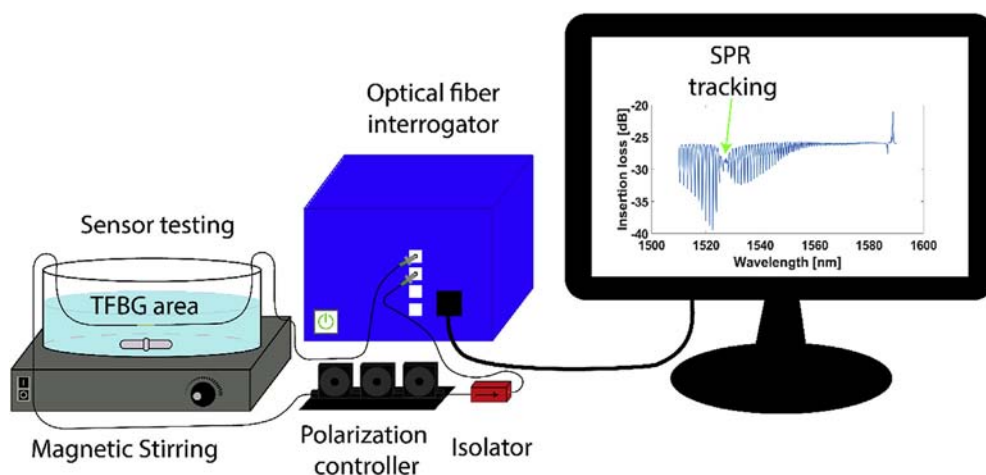 SPR
tracking
Optical fiber
interrogator
Insertion loss [dB]
-20
-25
-30
-35
-40
1500
1520
1540
1560
1580
1600
Wavelength [nm]
Sensor testing
TFBG area
Magnetic Stirring
Polarization
controller
Isolator